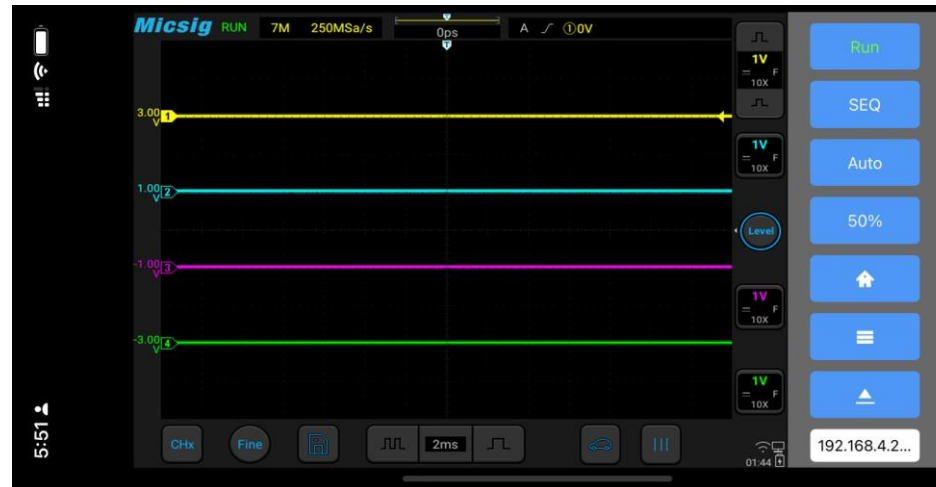 Micsig RUN 7M 250MSa/s 0ps A ①0V
T
1V
F
10X
3.00
V
1
1V
F
10X
1.00
V
2
Level
-1.00
V
3
1V
F
10X
-3.00
V
4
1V
F
10X
CHx Fine 2ms
01:44
Run
SEQ
Auto
50%
192.168.4.2...
5:51